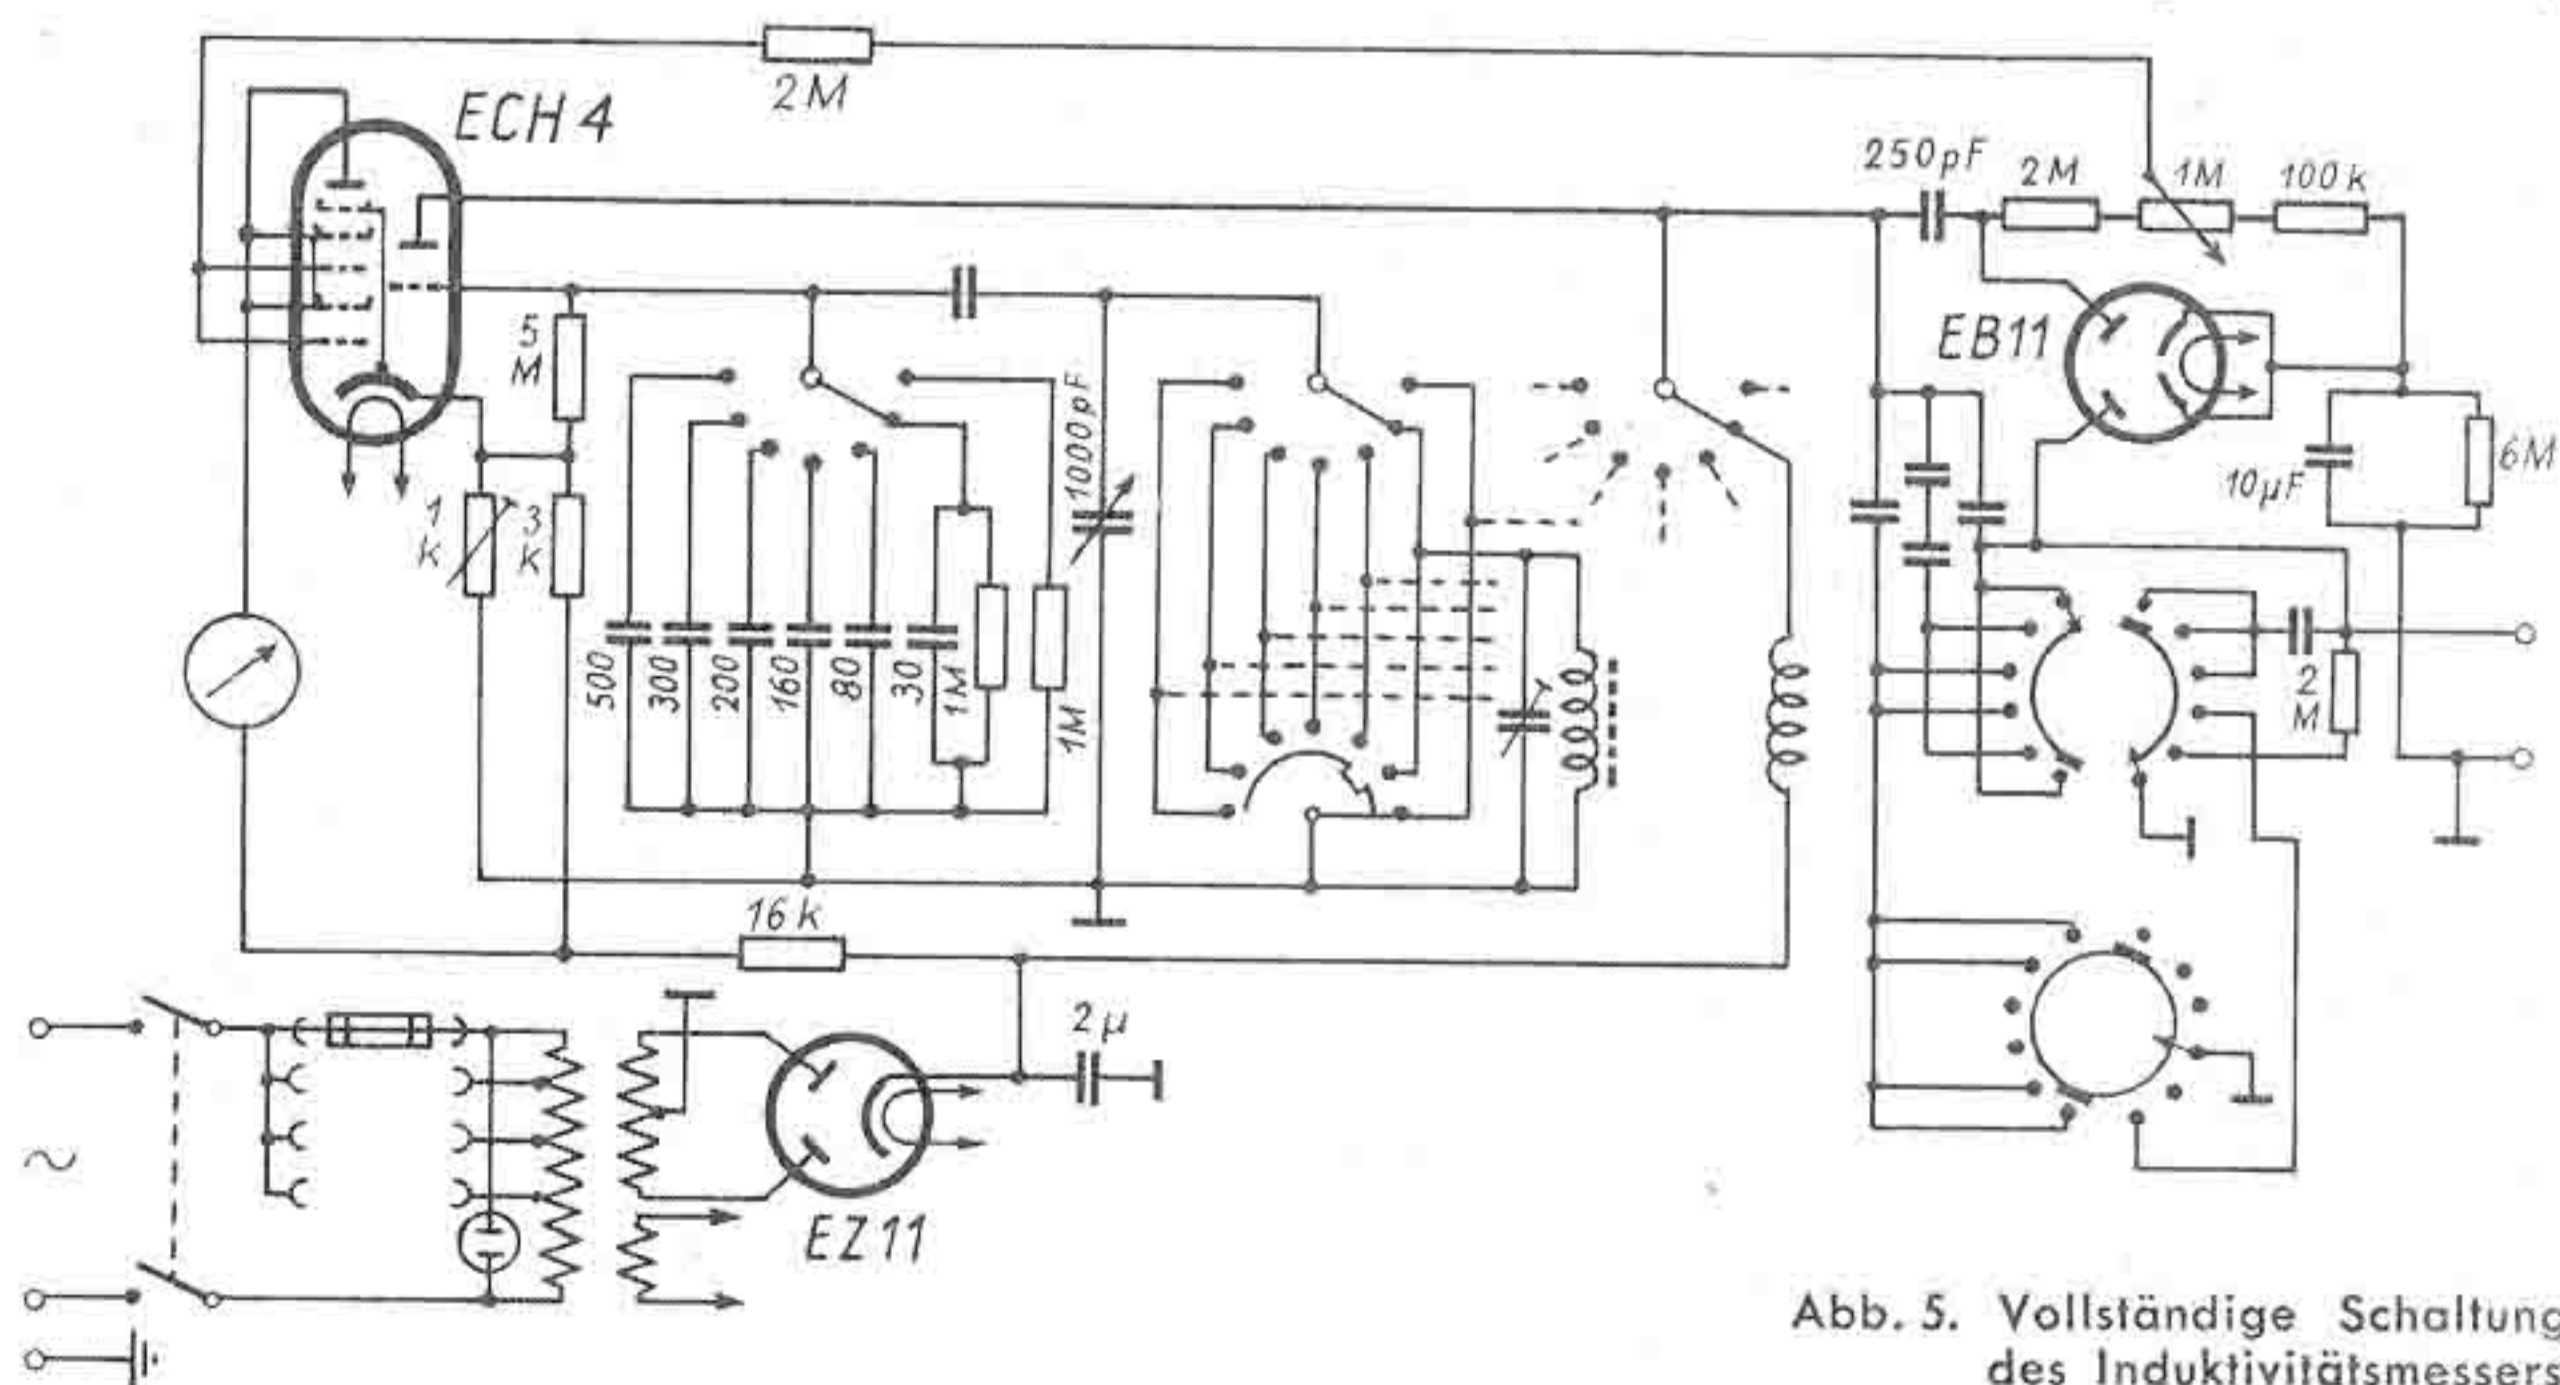 2M
ECH 4
250pF
2M
1M
100k
5
M
EB11
1000pF
10µF
6M
1
K
3
K
500
300
200
160
80
30
1M
1M
2
M
16k
2µ
EZ11
Abb. 5. Vollständige Schaltung
des Induktivitätsmessers